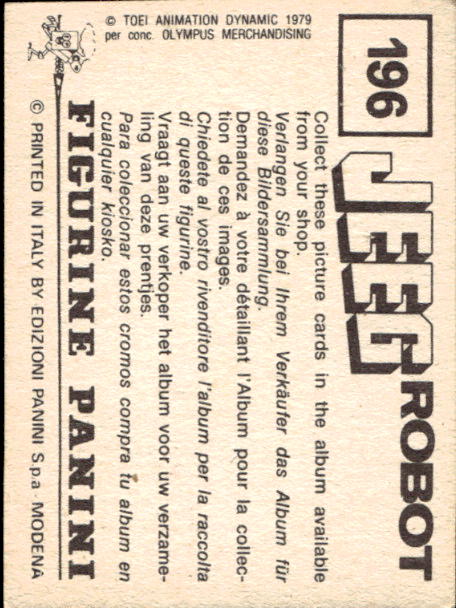 196
JEEG ROBOT
Collect these picture cards in the album available
from your shop.
Verlangen Sie bei Ihrem Verkäufer das Album für
diese Bildersammlung.
Demandez à votre détaillant l'Album pour la collec-
tion de ces images.
Chiedete al vostro rivenditore l'album per la raccolta
di queste figurine.
Vraagt aan uw verkoper het album voor uw verzame-
ling van deze prentjes.
Para coleccionar estos cromos compra tu album en
cualquier kiosko.
FIGURINE PANINI
© PRINTED IN ITALY BY EDIZIONI PANINI S.p.a - MODENA
© TOEI ANIMATION DYNAMIC 1979
per conc. OLYMPUS MERCHANDISING